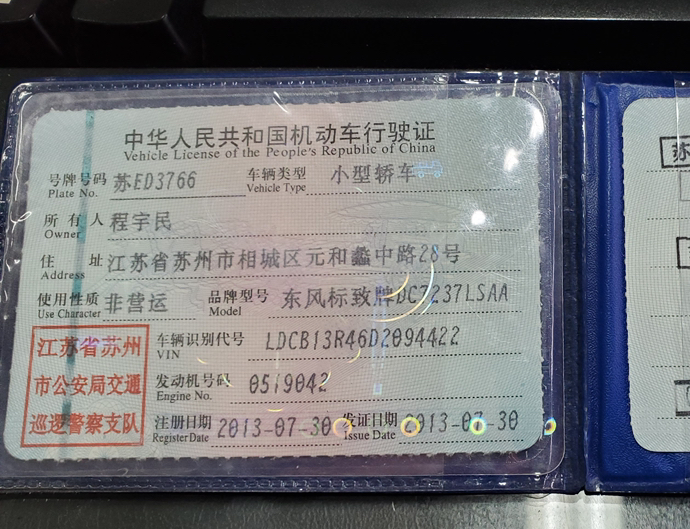 中华人民共和国机动车行驶证
Vehicle License of the People's Republic of China
号牌号码 苏ED3766 车辆类型 小型轿车
Plate No. Vehicle Type
所有人 程宇民
Owner
住址 江苏省苏州市相城区元和蠡中路28号
Address
使用性质 非营运 品牌型号 东风标致牌DC7237LSAA
Use Character Model
江苏省苏州
市公安局交通
巡逻警察支队
车辆识别代号 LDCB13R46D2094422
VIN
发动机号码 0519042
Engine No.
注册日期 2013-07-30 发证日期 2013-07-30
Register Date Issue Date
苏